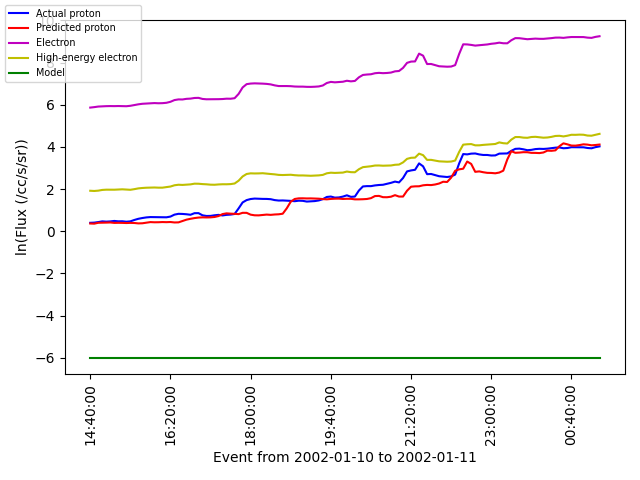 Actual proton
Predicted proton
Electron
High-energy electron
Model
6
4
2
0
−2
−4
−6
ln(Flux (/cc/s/sr))
14:40:00
16:20:00
18:00:00
19:40:00
21:20:00
23:00:00
00:40:00
Event from 2002-01-10 to 2002-01-11